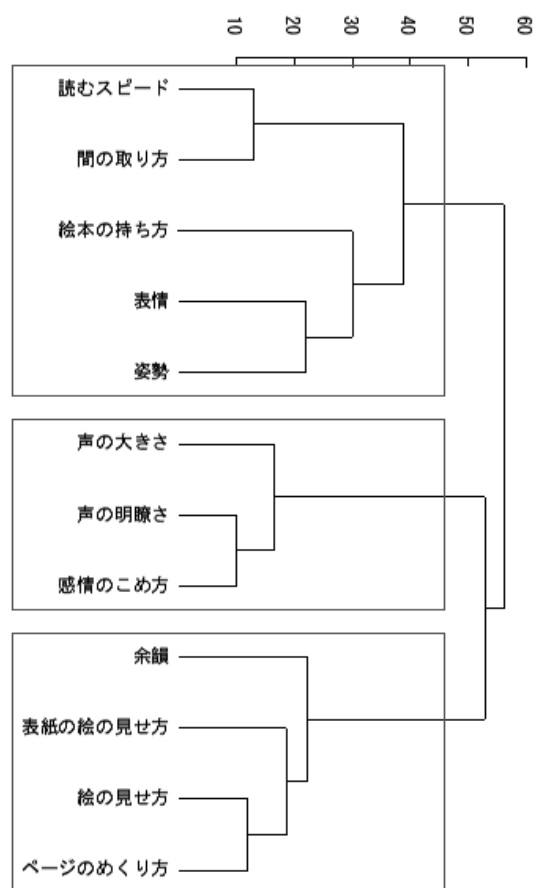 10 20 30 40 50 60
読むスピード
間の取り方
絵本の持ち方
表情
姿勢
声の大きさ
声の明瞭さ
感情のこめ方
余韻
表紙の絵の見せ方
絵の見せ方
ページのめくり方